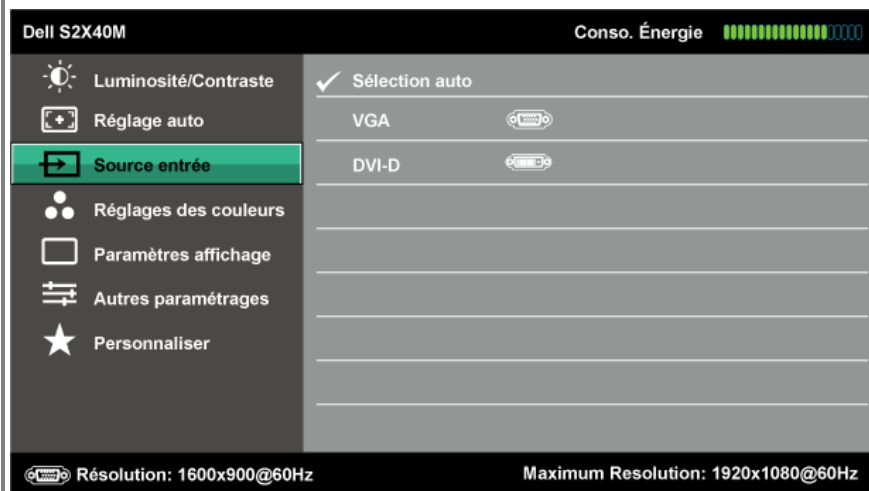 Dell S2X40M Conso. Énergie
Luminosité/Contraste
Réglage auto
Source entrée
Réglages des couleurs
Paramètres affichage
Autres paramétrages
Personnaliser
Sélection auto
VGA
DVI-D
Résolution: 1600x900@60Hz Maximum Resolution: 1920x1080@60Hz